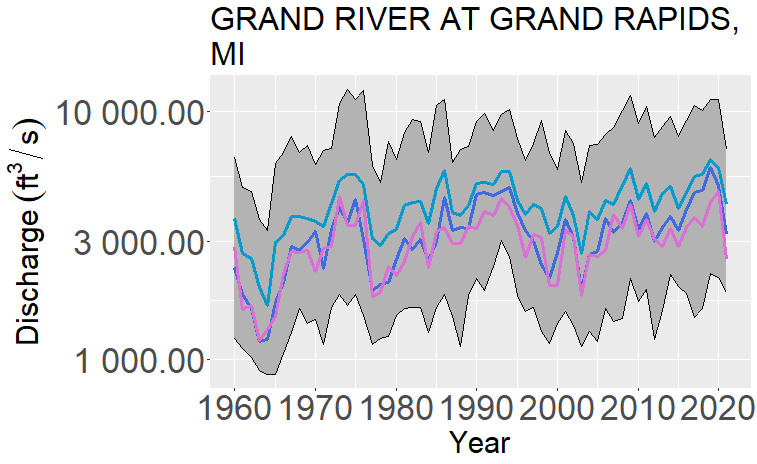 GRAND RIVER AT GRAND RAPIDS,
MI
Discharge (ft³/s)
10 000.00
3 000.00
1 000.00
1960 1970 1980 1990 2000 2010 2020
Year